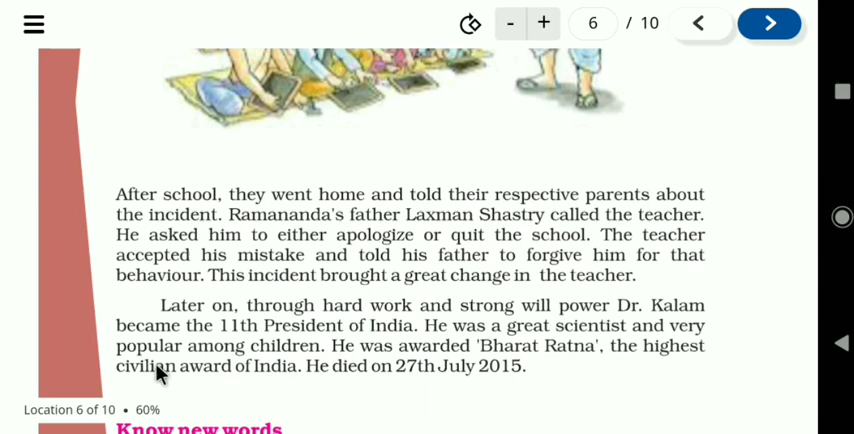 - + 6 / 10
After school, they went home and told their respective parents about
the incident. Ramananda's father Laxman Shastry called the teacher.
He asked him to either apologize or quit the school. The teacher
accepted his mistake and told his father to forgive him for that
behaviour. This incident brought a great change in the teacher.
Later on, through hard work and strong will power Dr. Kalam
became the 11th President of India. He was a great scientist and very
popular among children. He was awarded 'Bharat Ratna', the highest
civilian award of India. He died on 27th July 2015.
Location 6 of 10 • 60%
Know new words